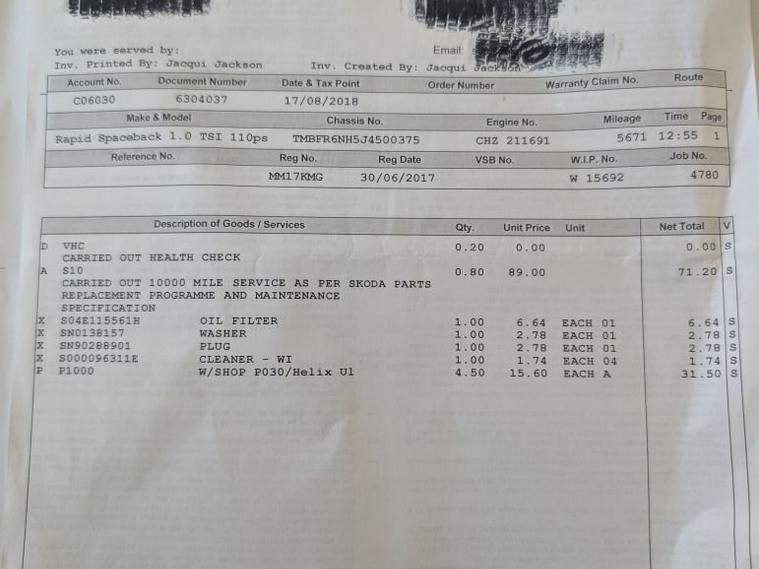 You were served by:
Email:
Inv. Printed By: Jacqui Jackson Inv. Created By: Jacqui Jackson
Account No. Document Number Date & Tax Point Order Number Warranty Claim No. Route
C06030 6304037 17/08/2018
Make & Model Chassis No. Engine No. Mileage Time Page
Rapid Spaceback 1.0 TSI 110ps TMBFR6NH5J4500375 CHZ 211691 5671 12:55 1
Reference No. Reg No. Reg Date VSB No. W.I.P. No. Job No.
MM17KMG 30/06/2017 W 15692 4780
Description of Goods / Services Qty. Unit Price Unit Net Total V
D VHC 0.20 0.00 0.00 S
CARRIED OUT HEALTH CHECK
A S10 0.80 89.00 71.20 S
CARRIED OUT 10000 MILE SERVICE AS PER SKODA PARTS
REPLACEMENT PROGRAMME AND MAINTENANCE
SPECIFICATION
X S04E115561H OIL FILTER 1.00 6.64 EACH 01 6.64 S
X SN0138157 WASHER 1.00 2.78 EACH 01 2.78 S
X SN90288901 PLUG 1.00 2.78 EACH 01 2.78 S
X S000096311E CLEANER - WI 1.00 1.74 EACH 04 1.74 S
P P1000 W/SHOP P030/Helix Ul 4.50 15.60 EACH A 31.50 S